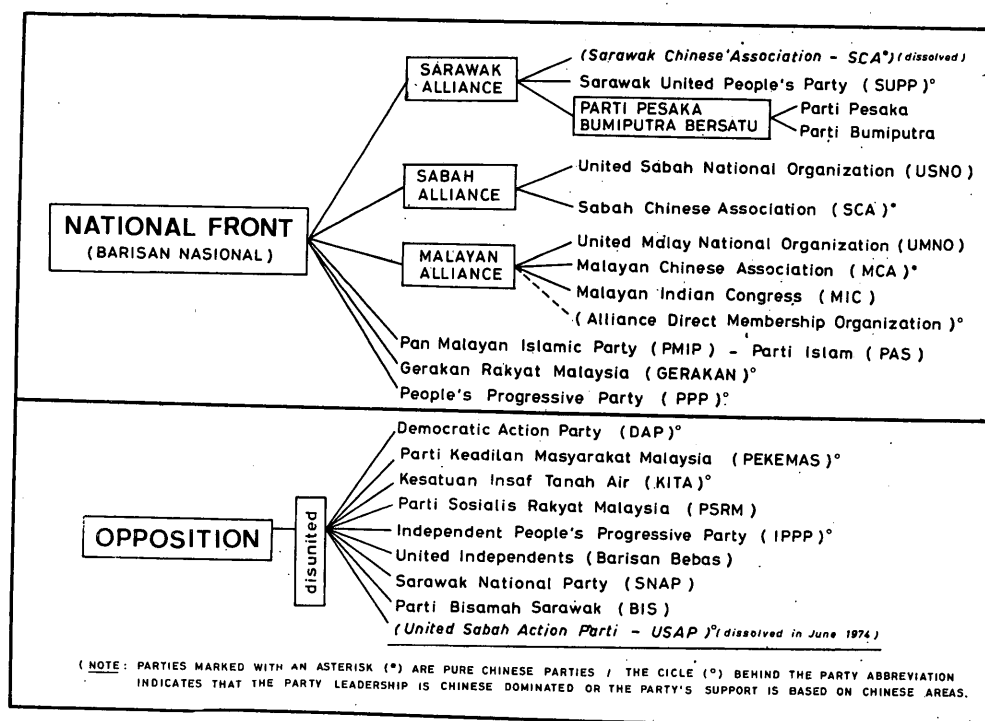 (Sarawak Chinese Association - SCA•) (dissolved)
SARAWAK
ALLIANCE
Sarawak United People's Party (SUPP)°
PARTI PESAKA
BUMIPUTRA BERSATU
Parti Pesaka
Parti Bumiputra
SABAH
ALLIANCE
United Sabah National Organization (USNO)
Sabah Chinese Association (SCA)•
NATIONAL FRONT
(BARISAN NASIONAL)
MALAYAN
ALLIANCE
United Malay National Organization (UMNO)
Malayan Chinese Association (MCA)•
Malayan Indian Congress (MIC)
(Alliance Direct Membership Organization)°
Pan Malayan Islamic Party (PMIP) - Parti Islam (PAS)
Gerakan Rakyat Malaysia (GERAKAN)°
People's Progressive Party (PPP)°
OPPOSITION
disunited
Democratic Action Party (DAP)°
Parti Keadilan Masyarakat Malaysia (PEKEMAS)°
Kesatuan Insaf Tanah Air (KITA)°
Parti Sosialis Rakyat Malaysia (PSRM)
Independent People's Progressive Party (IPPP)°
United Independents (Barisan Bebas)
Sarawak National Party (SNAP)
Parti Bisamah Sarawak (BIS)
(United Sabah Action Parti - USAP)° (dissolved in June 1974)
(NOTE: PARTIES MARKED WITH AN ASTERISK (•) ARE PURE CHINESE PARTIES / THE CICLE (°) BEHIND THE PARTY ABBREVIATION
INDICATES THAT THE PARTY LEADERSHIP IS CHINESE DOMINATED OR THE PARTY'S SUPPORT IS BASED ON CHINESE AREAS.